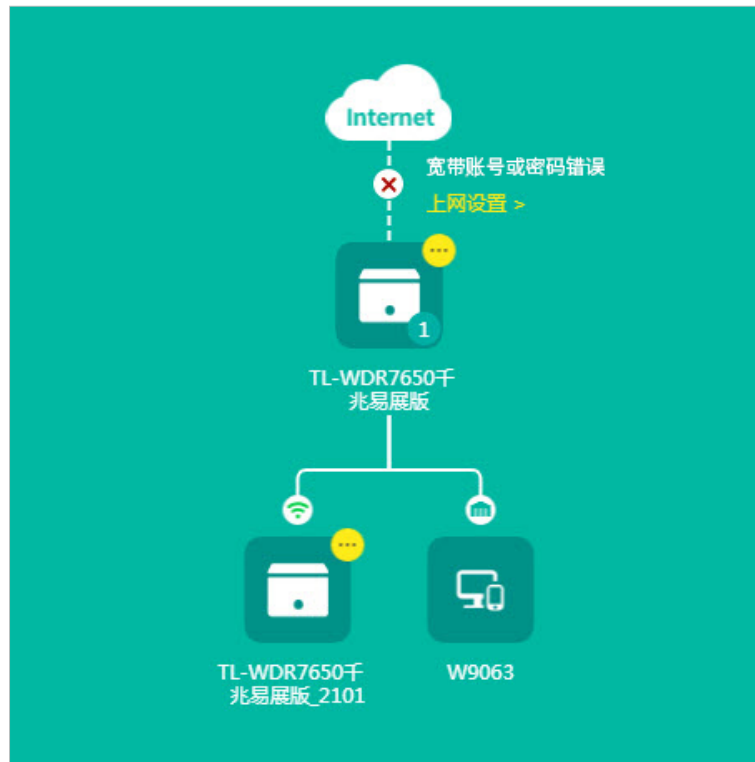 Internet
宽带账号或密码错误
上网设置 >
1
TL-WDR7650千
兆易展版
TL-WDR7650千
兆易展版_2101
W9063